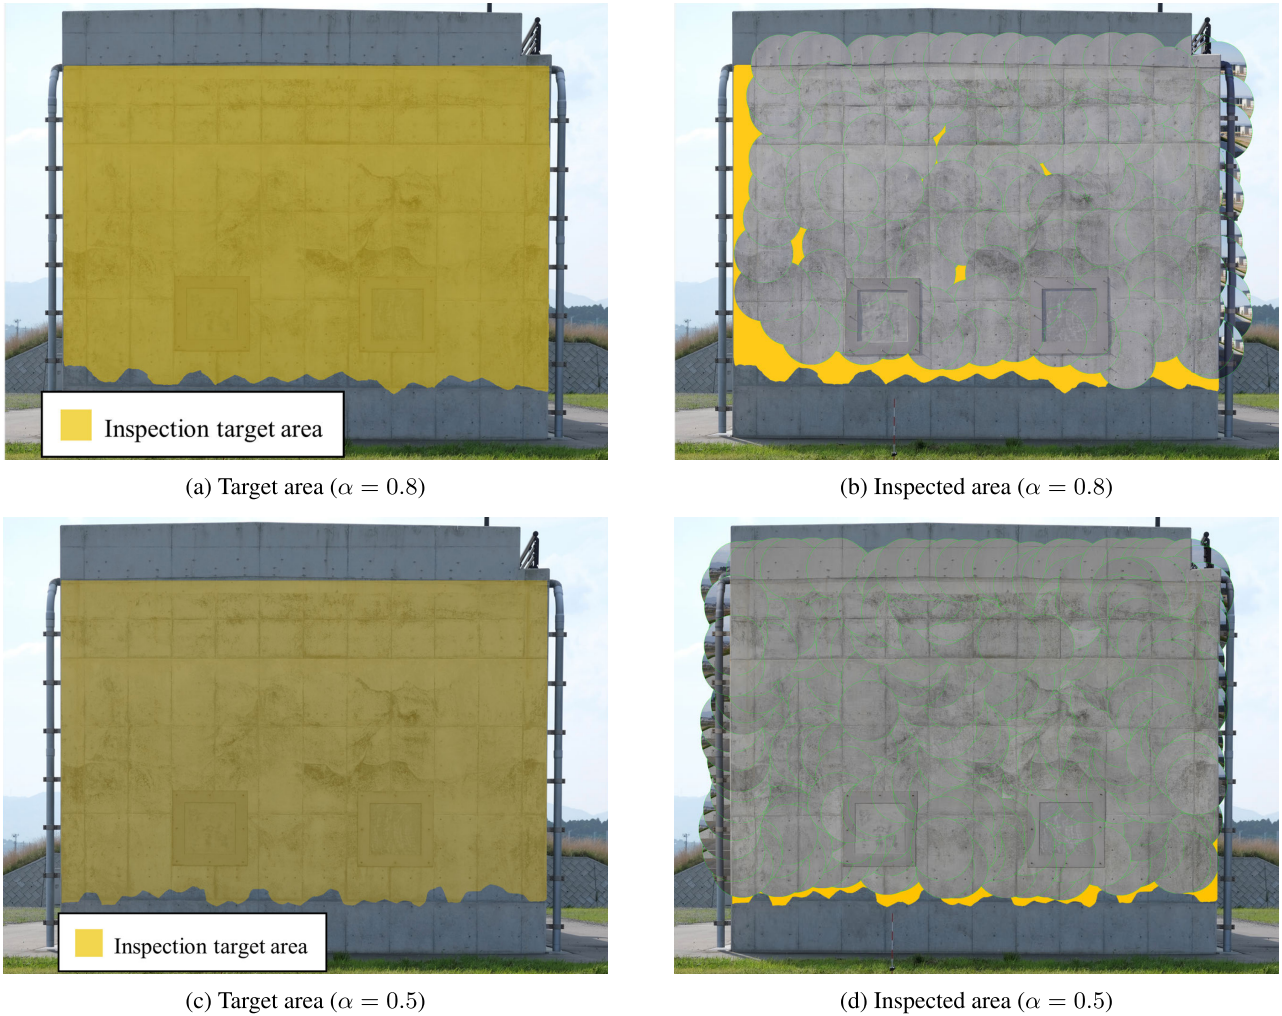 Inspection target area
(a) Target area (α = 0.8)
(b) Inspected area (α = 0.8)
Inspection target area
(c) Target area (α = 0.5)
(d) Inspected area (α = 0.5)